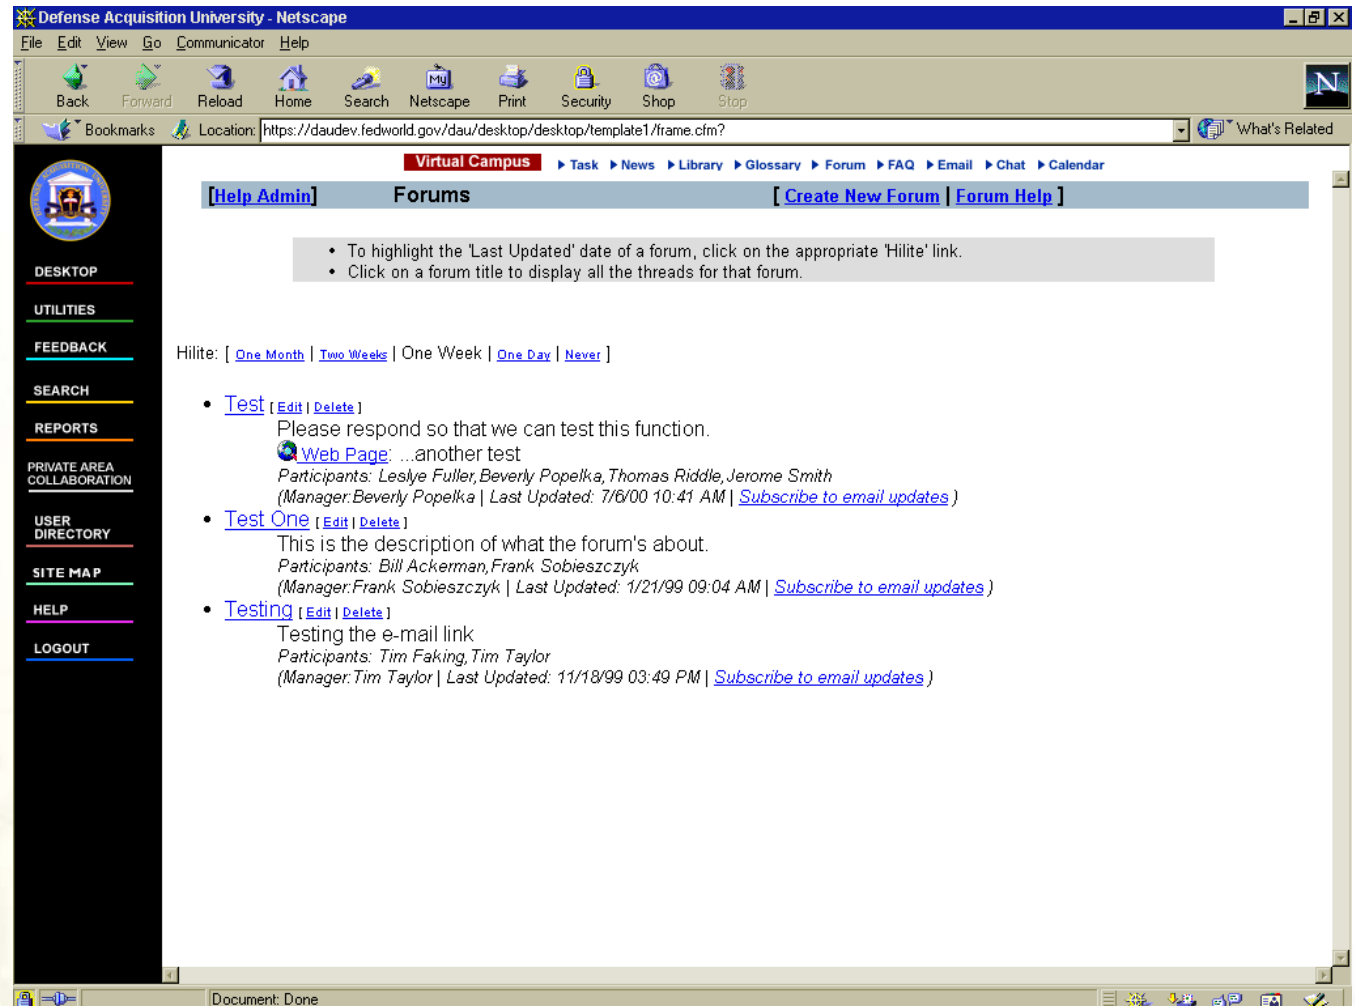 Defense Acquisition University - Netscape
File Edit View Go Communicator Help
Back Forward Reload Home Search Netscape Print Security Shop Stop
Bookmarks Location: https://daudev.fedworld.gov/dau/desktop/desktop/template1/frame.cfm? What's Related
Virtual Campus Task News Library Glossary Forum FAQ Email Chat Calendar
[Help Admin] Forums [ Create New Forum | Forum Help ]
• To highlight the 'Last Updated' date of a forum, click on the appropriate 'Hilite' link.
• Click on a forum title to display all the threads for that forum.
DESKTOP
UTILITIES
FEEDBACK
SEARCH
REPORTS
PRIVATE AREA
COLLABORATION
USER
DIRECTORY
SITE MAP
HELP
LOGOUT
Hilite: [ One Month | Two Weeks | One Week | One Day | Never ]
• Test [ Edit | Delete ]
Please respond so that we can test this function.
Web Page: ...another test
Participants: Leslye Fuller,Beverly Popelka,Thomas Riddle,Jerome Smith
(Manager:Beverly Popelka | Last Updated: 7/6/00 10:41 AM | Subscribe to email updates )
• Test One [ Edit | Delete ]
This is the description of what the forum's about.
Participants: Bill Ackerman,Frank Sobieszczyk
(Manager:Frank Sobieszczyk | Last Updated: 1/21/99 09:04 AM | Subscribe to email updates )
• Testing [ Edit | Delete ]
Testing the e-mail link
Participants: Tim Faking,Tim Taylor
(Manager:Tim Taylor | Last Updated: 11/18/99 03:49 PM | Subscribe to email updates )
Document: Done